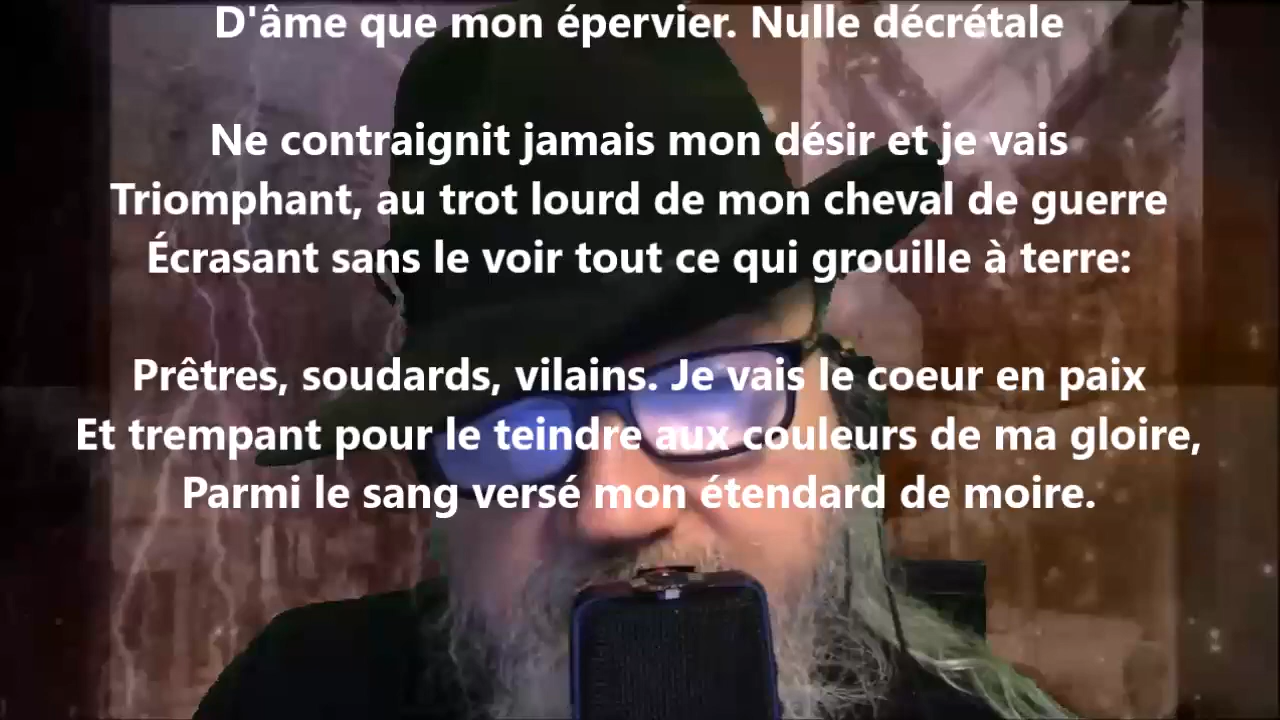 D'âme que mon épervier. Nulle décrétale
Ne contraignit jamais mon désir et je vais
Triomphant, au trot lourd de mon cheval de guerre
Écrasant sans le voir tout ce qui grouille à terre:
Prêtres, soudards, vilains. Je vais le coeur en paix
Et trempant pour le teindre aux couleurs de ma gloire,
Parmi le sang versé mon étendard de moire.